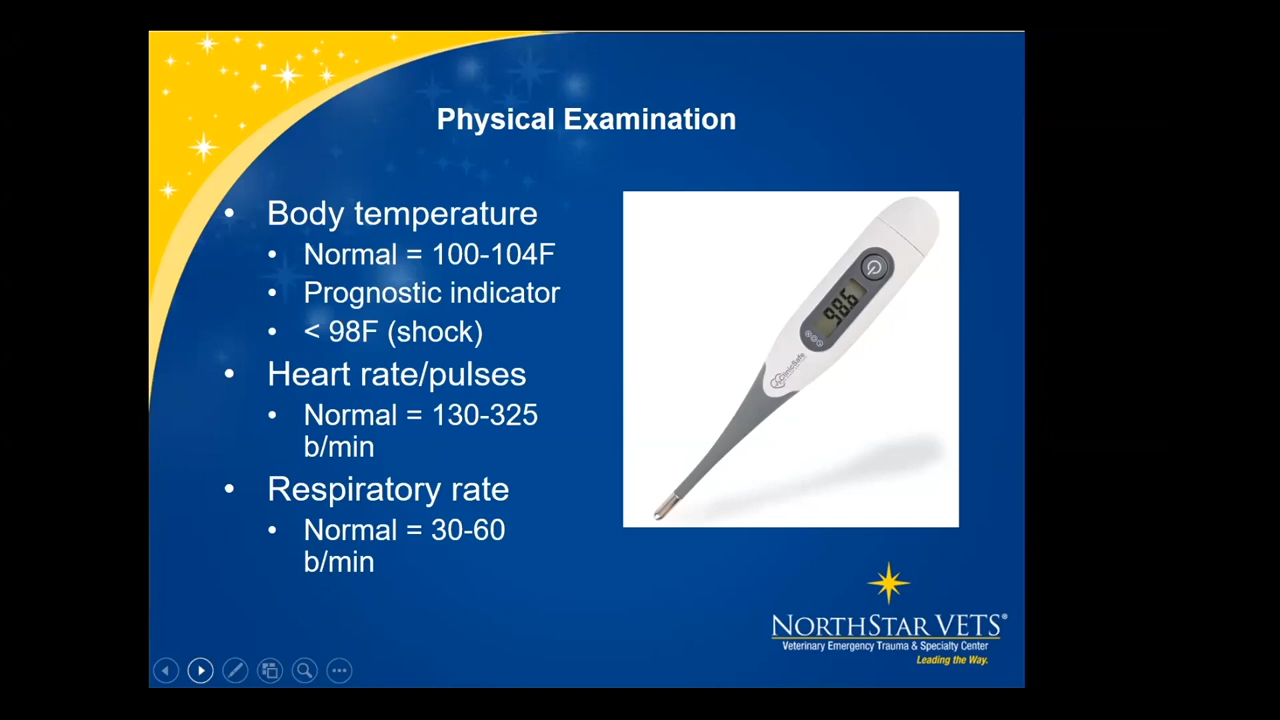 Physical Examination
• Body temperature
• Normal = 100-104F
• Prognostic indicator
• < 98F (shock)
• Heart rate/pulses
• Normal = 130-325
b/min
• Respiratory rate
• Normal = 30-60
b/min
98.6
ClinicSafe
NORTHSTAR VETS®
Veterinary Emergency Trauma & Specialty Center
Leading the Way.